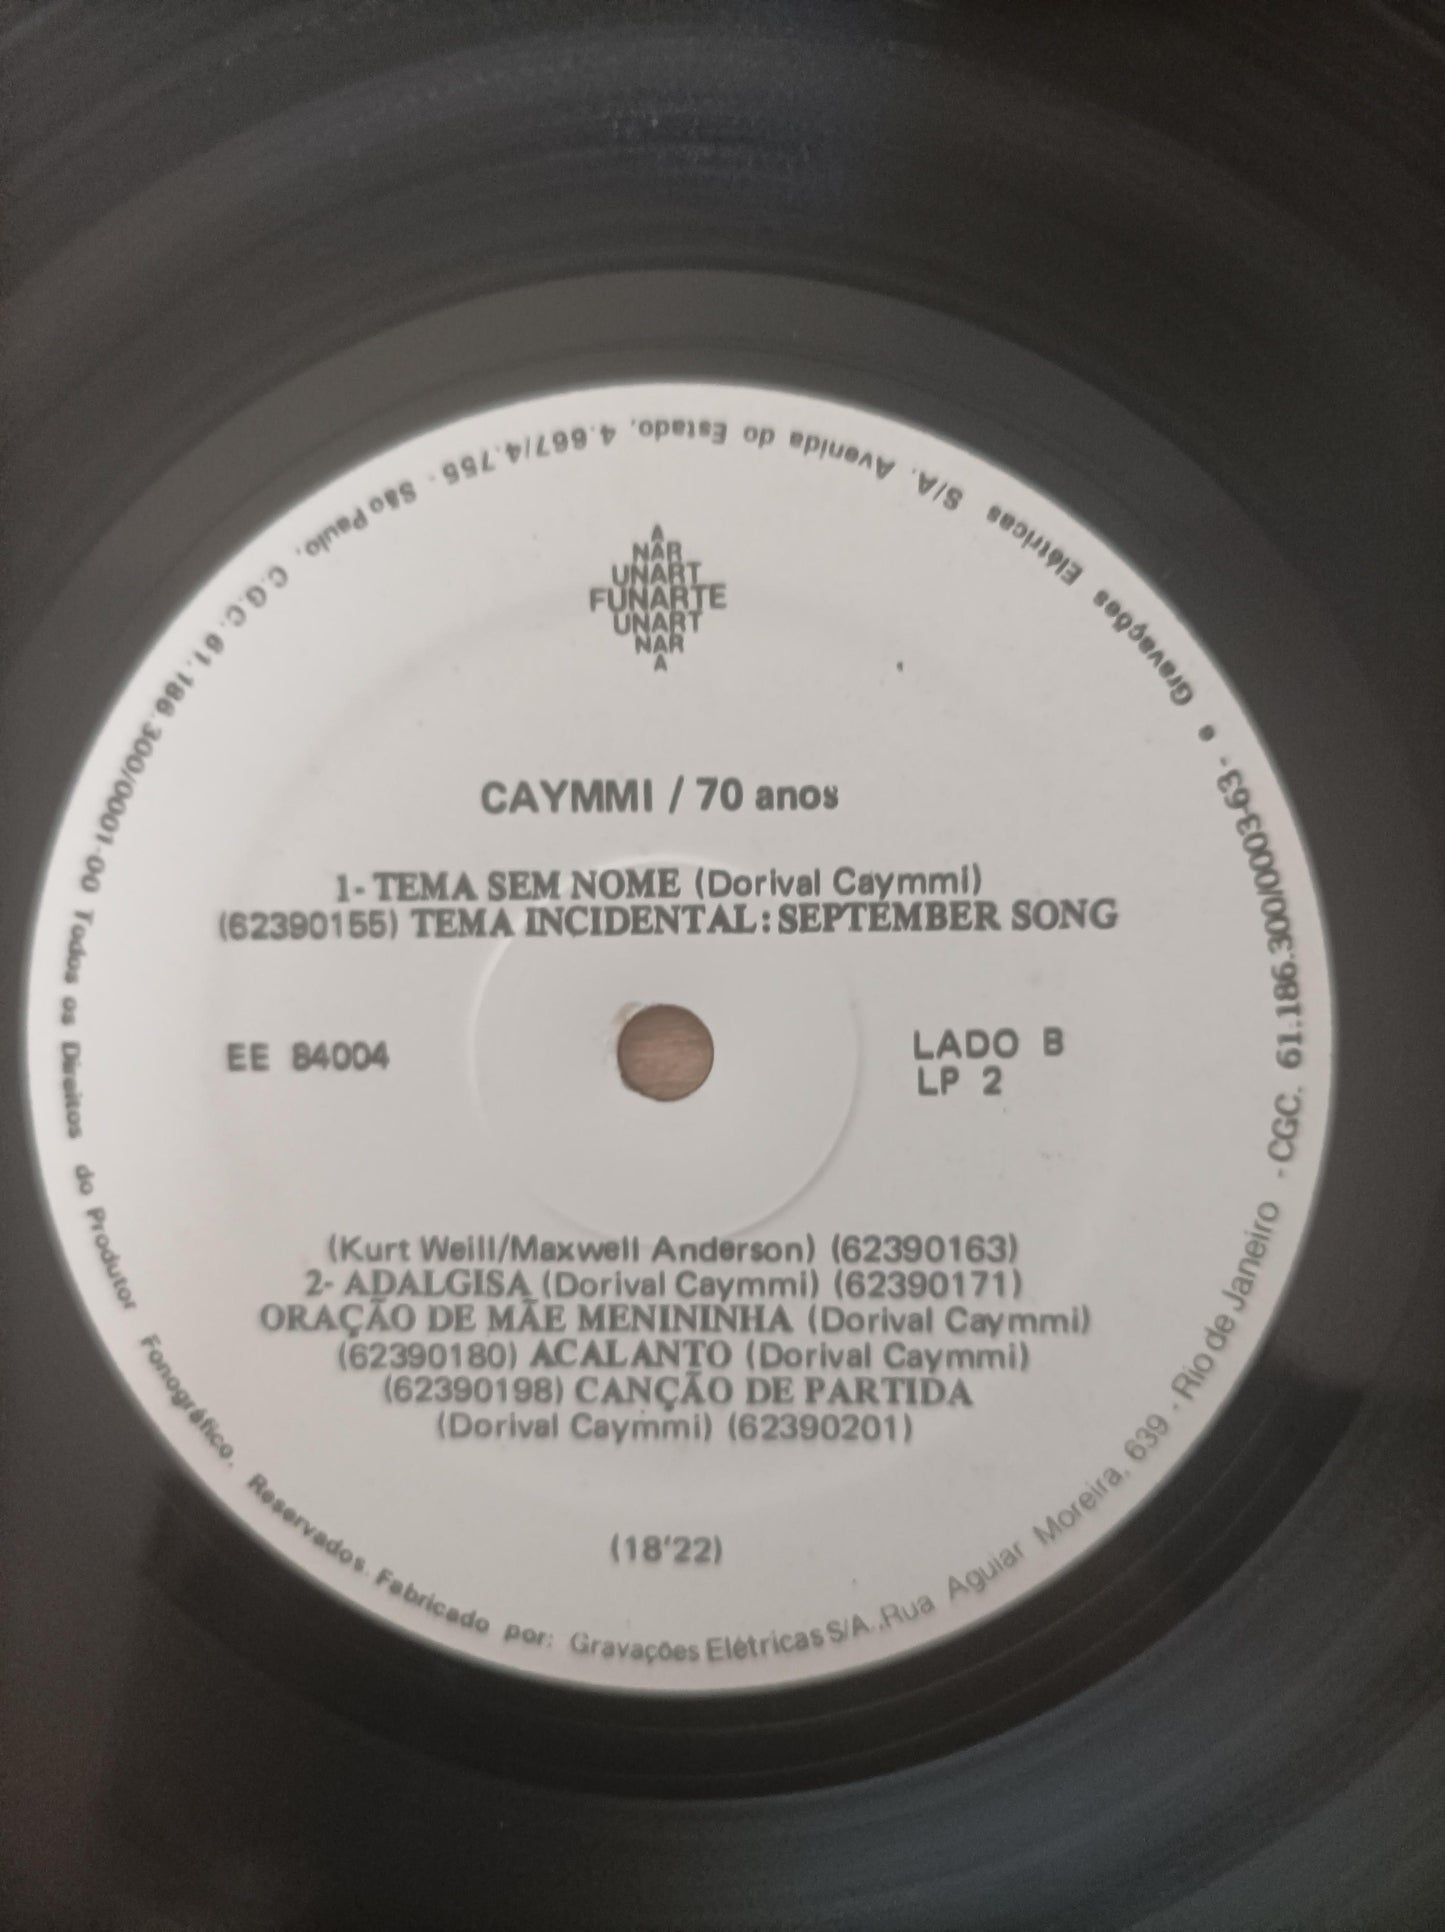 A
NAR
UNART
FUNARTE
UNART
NAR
A
CAYMMI / 70 anos
1- TEMA SEM NOME (Dorival Caymmi)
(62390155) TEMA INCIDENTAL: SEPTEMBER SONG
EE 84004
LADO B
LP 2
(Kurt Weill/Maxwell Anderson) (62390163)
2- ADALGISA (Dorival Caymmi) (62390171)
ORAÇÃO DE MÃE MENININHA (Dorival Caymmi)
(62390180) ACALANTO (Dorival Caymmi)
(62390198) CANÇÃO DE PARTIDA
(Dorival Caymmi) (62390201)
(18'22)
Todos os Direitos do Produtor Fonográfico, Reservados. Fabricado por: Gravações Elétricas S/A.,Rua Aguiar Moreira, 639 - Rio de Janeiro - CGC. 61.186.300/0003-63 - e Gravações Elétricas S/A. Avenida do Estado, 4.667/4.755 - São Paulo, C.G.C. 61.186.300/0001-00